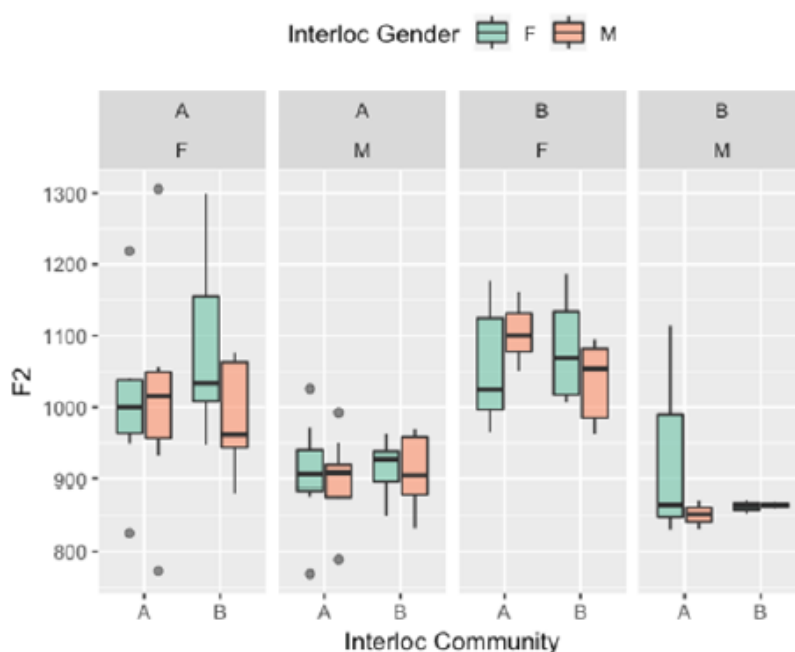 Interloc Gender F M
A A B B
F M F M
1300
1200
1100
1000
900
800
F2
A B A B A B A B
Interloc Community